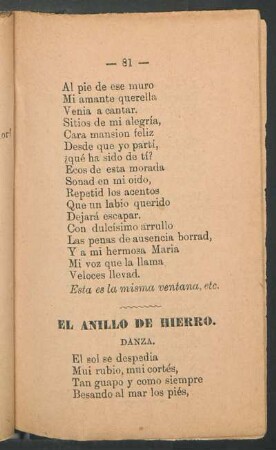 — 81 —
Al pie de ese muro
Mi amante querella
Venia a cantar.
Sitios de mi alegría,
Cara mansion feliz
Desde que yo partí,
¿qué ha sido de tí?
Ecos de esta morada
Sonad en mi oido,
Repetid los acentos
Que un labio querido
Dejará escapar.
Con dulcísimo arrullo
Las penas de ausencia borrad,
Y a mi hermosa Maria
Mi voz que la llama
Veloces llevad.
Esta es la misma ventana, etc.
EL ANILLO DE HIERRO.
DANZA.
El sol se despedia
Mui rubio, mui cortés,
Tan guapo y como siempre
Besando al mar los piés,